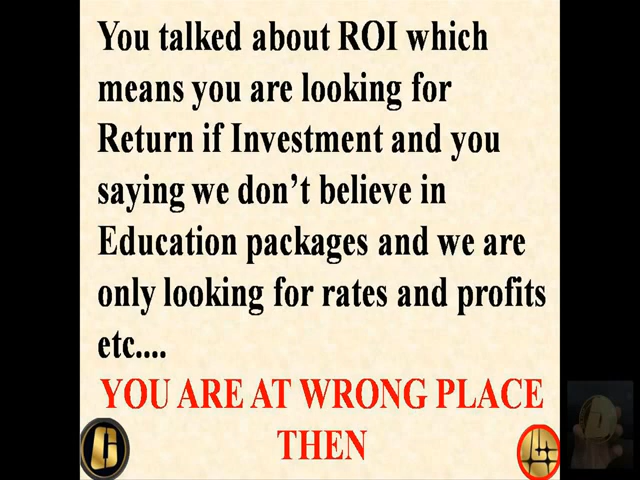 You talked about ROI which
means you are looking for
Return if Investment and you
saying we don’t believe in
Education packages and we are
only looking for rates and profits
etc....
YOU ARE AT WRONG PLACE
THEN